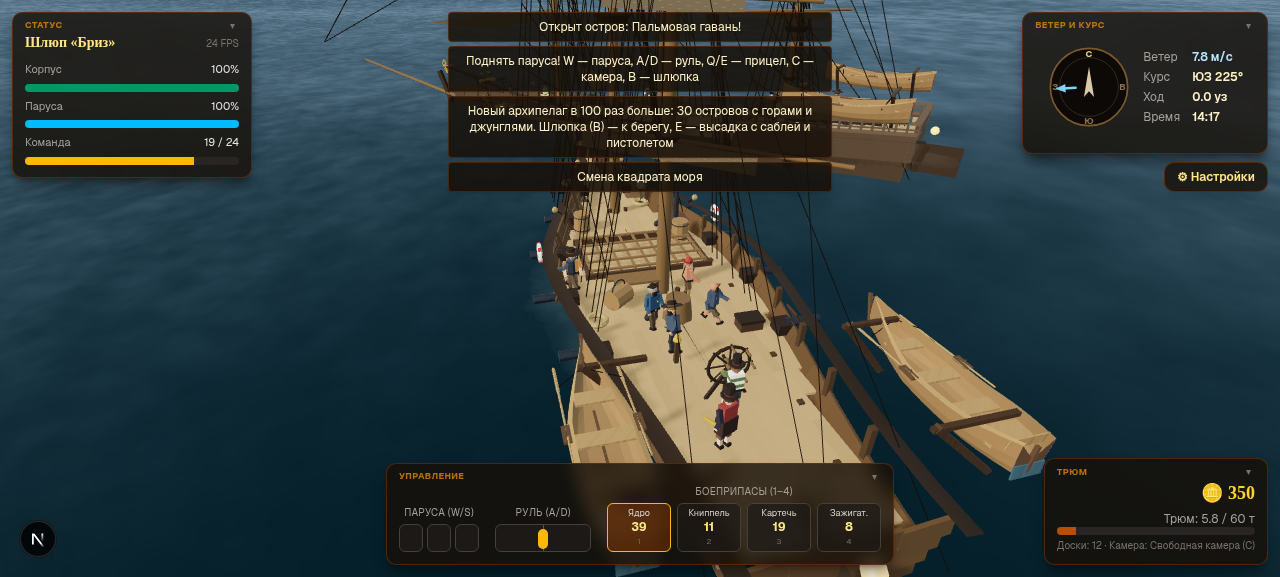 СТАТУС
Шлюп «Бриз»
24 FPS
Корпус
100%
Паруса
100%
Команда
19 / 24
Открыт остров: Пальмовая гавань!
Поднять паруса! W — паруса, A/D — руль, Q/E — прицел, C —
камера, B — шлюпка
Новый архипелаг в 100 раз больше: 30 островов с горами и
джунглями. Шлюпка (B) — к берегу, E — высадка с саблей и
пистолетом
Смена квадрата моря
ВЕТЕР И КУРС
С
З
В
Ю
Ветер 7.8 м/с
Курс ЮЗ 225°
Ход 0.0 уз
Время 14:17
⚙ Настройки
УПРАВЛЕНИЕ
ПАРУСА (W/S)
РУЛЬ (A/D)
БОЕПРИПАСЫ (1–4)
Ядро
39
1
Книппель
11
2
Картечь
19
3
Зажигат.
8
4
ТРЮМ
350
Трюм: 5.8 / 60 т
Доски: 12 · Камера: Свободная камера (C)
N